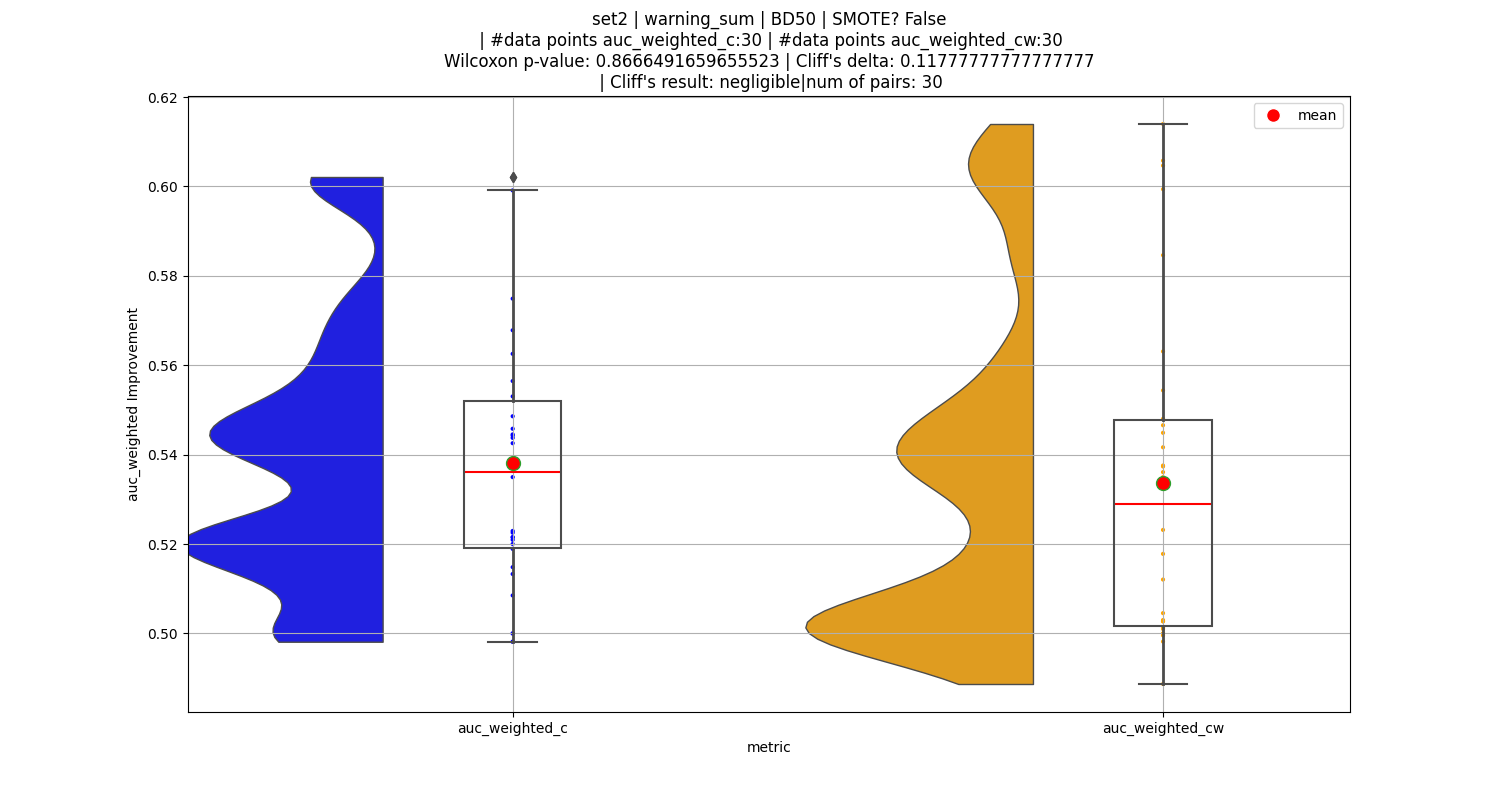 set2 | warning_sum | BD50 | SMOTE? False
| #data points auc_weighted_c:30 | #data points auc_weighted_cw:30
Wilcoxon p-value: 0.8666491659655523 | Cliff's delta: 0.11777777777777777
| Cliff's result: negligible|num of pairs: 30
mean
0.62
0.60
0.58
0.56
0.54
0.52
0.50
auc_weighted Improvement
auc_weighted_c
auc_weighted_cw
metric